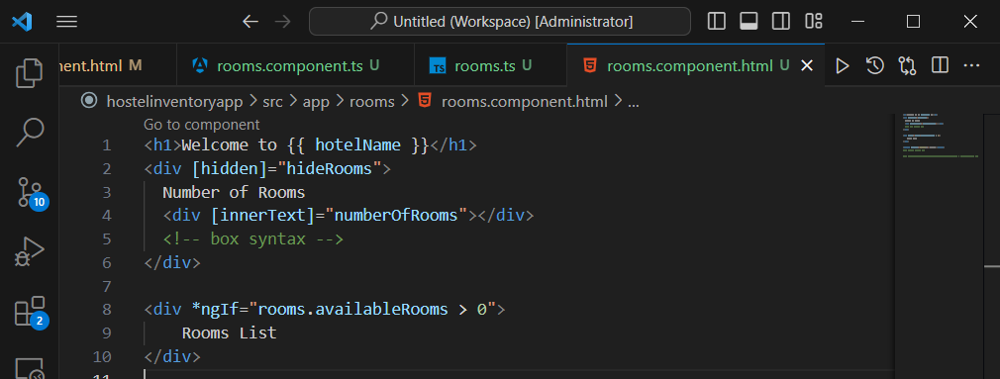 Untitled (Workspace) [Administrator]
ent.html M
rooms.component.ts U
TS rooms.ts U
rooms.component.html U
hostelinventoryapp > src > app > rooms > rooms.component.html > ...
Go to component
1 <h1>Welcome to {{ hotelName }}</h1>
2 <div [hidden]="hideRooms">
3 Number of Rooms
4 <div [innerText]="numberOfRooms"></div>
5 <!-- box syntax -->
6 </div>
7
8 <div *ngIf="rooms.availableRooms > 0">
9 Rooms List
10 </div>
11
10
2